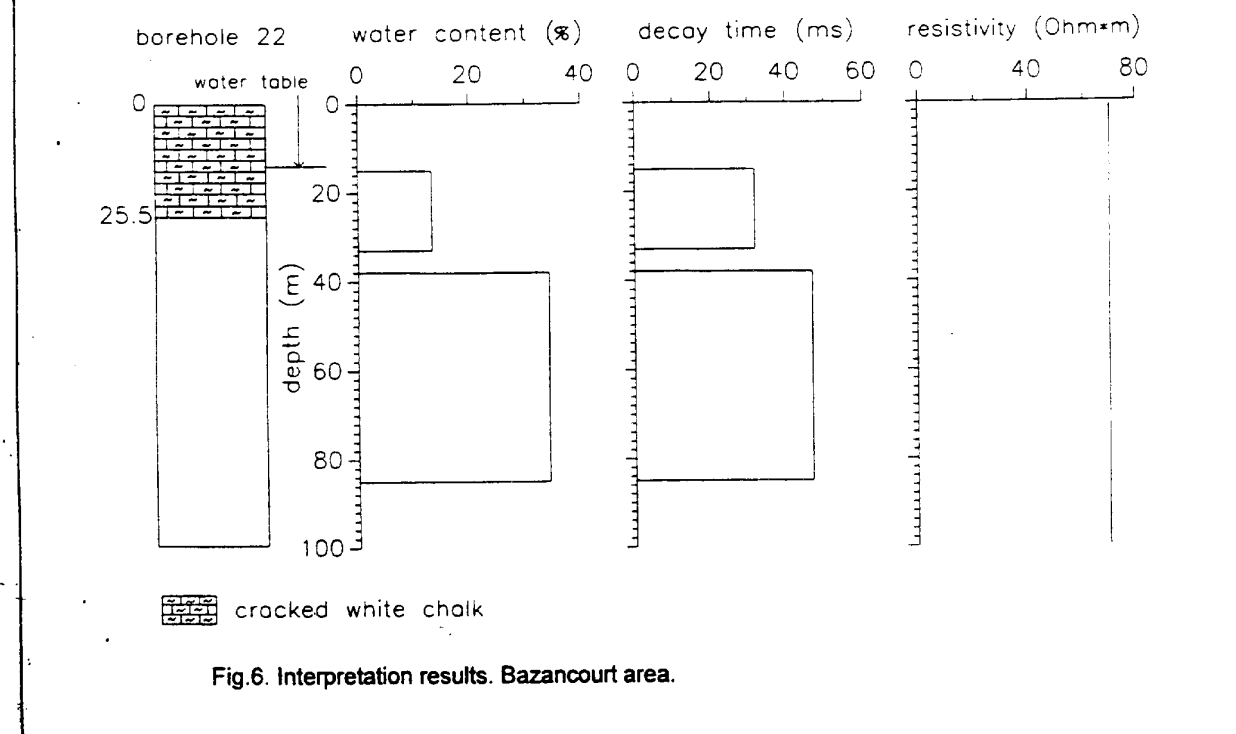 borehole 22
water content (%)
decay time (ms)
resistivity (Ohm*m)
water table
0 20 40
0 20 40 60
0 40 80
0
25.5
depth (m)
0
20
40
60
80
100
cracked white chalk
Fig.6. Interpretation results. Bazancourt area.